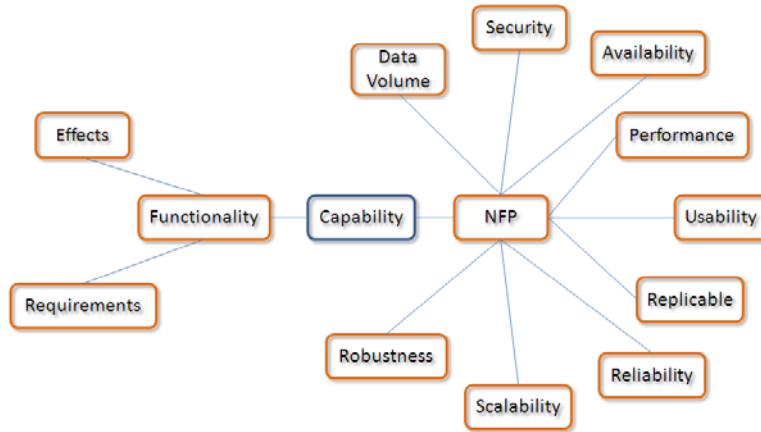 Security
Data
Volume
Availability
Effects
Performance
Functionality
Capability
NFP
Usability
Requirements
Replicable
Robustness
Reliability
Scalability